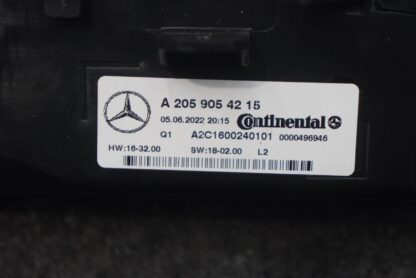 A 205 905 42 15
05.06.2022 20:15 Continental
Q1 A2C1600240101 0000496946
HW:16-32.00 SW:18-02.00 L2